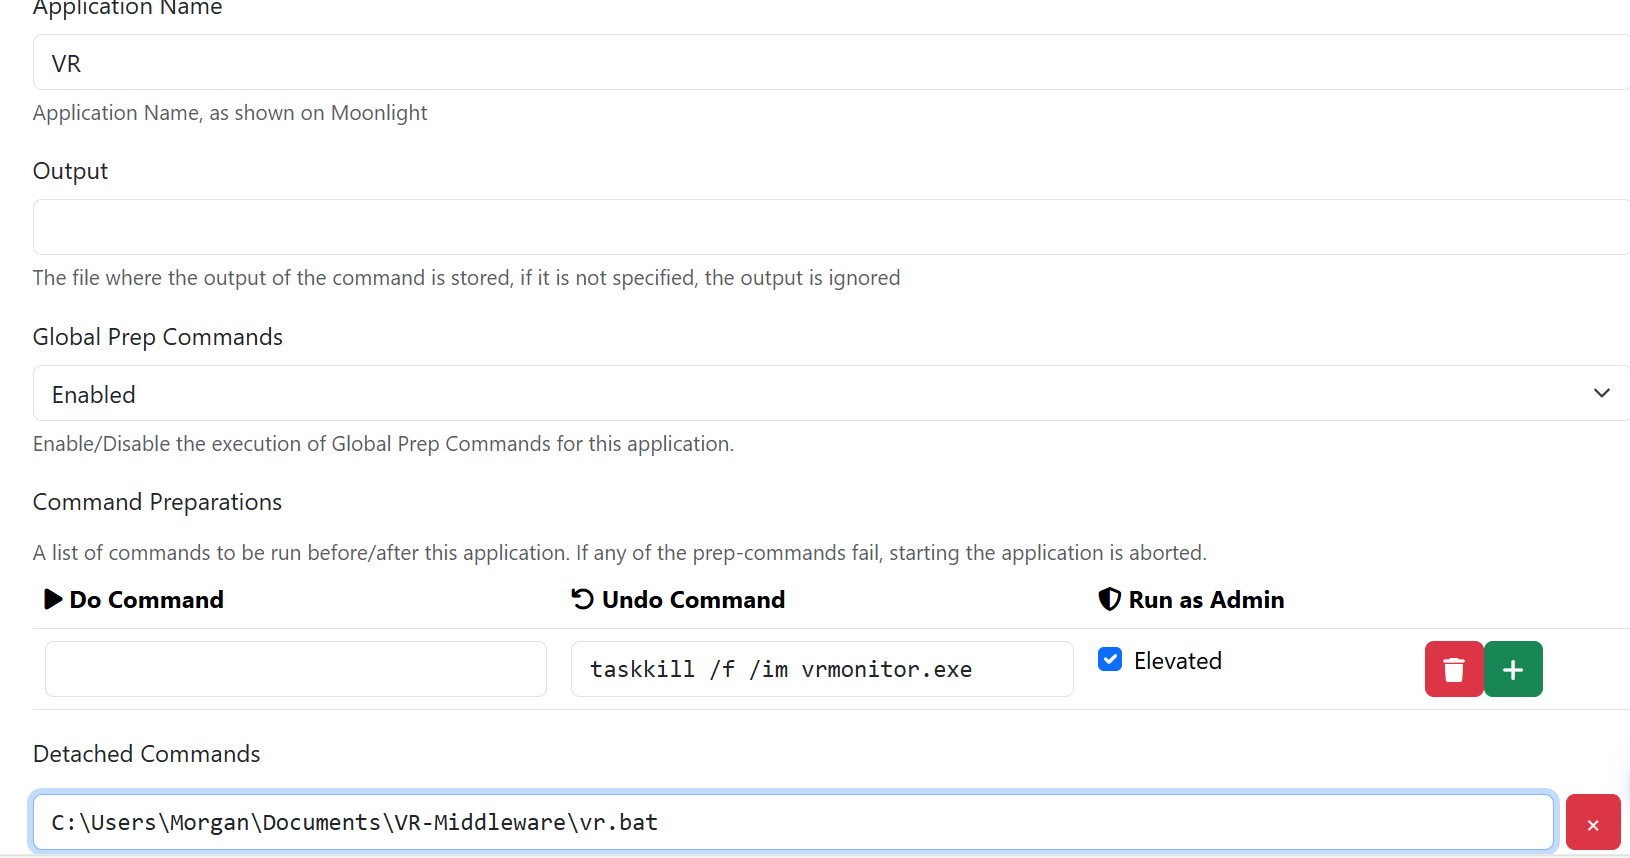 Application Name
VR
Application Name, as shown on Moonlight
Output
The file where the output of the command is stored, if it is not specified, the output is ignored
Global Prep Commands
Enabled
Enable/Disable the execution of Global Prep Commands for this application.
Command Preparations
A list of commands to be run before/after this application. If any of the prep-commands fail, starting the application is aborted.
Do Command Undo Command Run as Admin
taskkill /f /im vrmonitor.exe Elevated
Detached Commands
C:\Users\Morgan\Documents\VR-Middleware\vr.bat